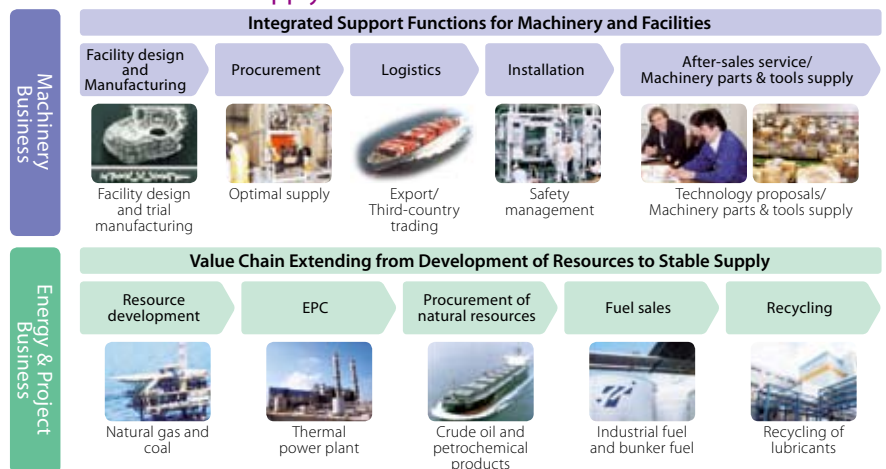 Supply
Machinery
Business
Integrated Support Functions for Machinery and Facilities
Facility design
and
Manufacturing
Procurement
Logistics
Installation
After-sales service/
Machinery parts & tools supply
Facility design
and trial
manufacturing
Optimal supply
Export/
Third-country
trading
Safety
management
Technology proposals/
Machinery parts & tools supply
Energy & Project
Business
Value Chain Extending from Development of Resources to Stable Supply
Resource
development
EPC
Procurement of
natural resources
Fuel sales
Recycling
Natural gas and
coal
Thermal
power plant
Crude oil and
petrochemical
products
Industrial fuel
and bunker fuel
Recycling of
lubricants